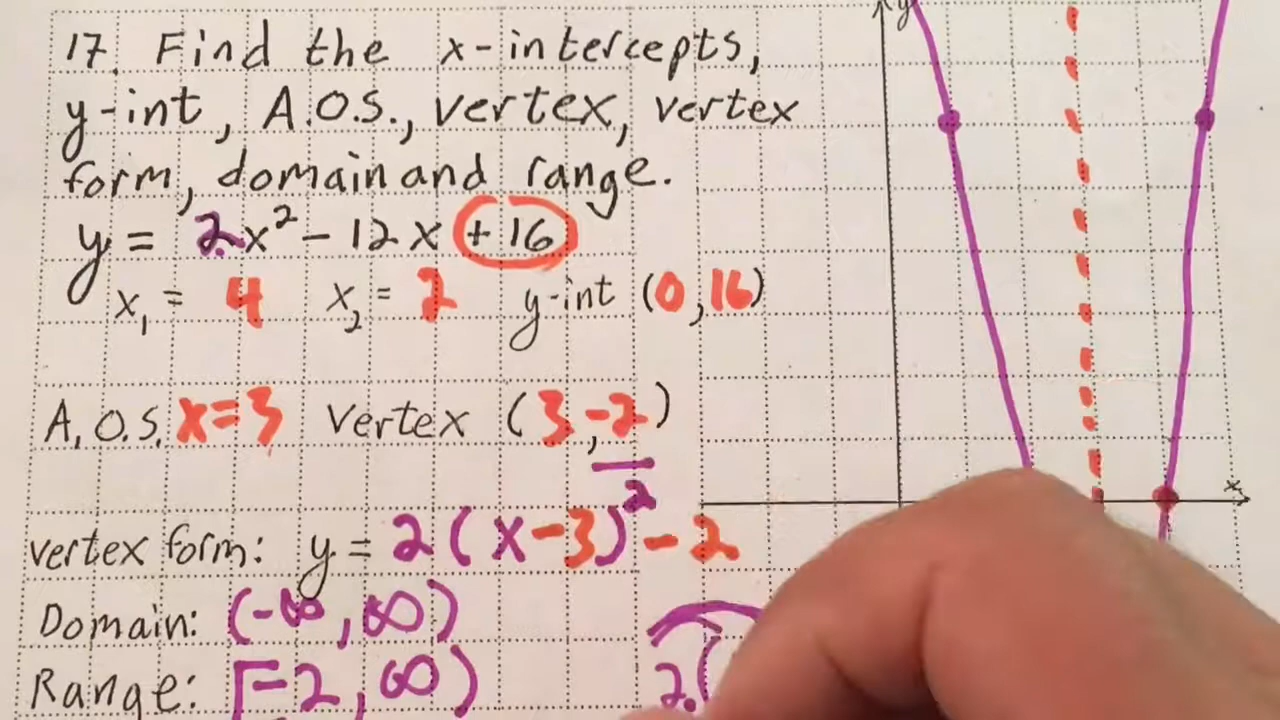 17. Find the x-intercepts,
y-int, A.O.S., vertex, vertex
form, domain and range.
y = 2x² - 12x + 16
x₁ = 4 x₂ = 2 y-int (0,16)
A.O.S. x=3 Vertex (3,-2)
vertex form: y = 2(x-3)² - 2
Domain: (-∞,∞)
Range: [-2,∞)
2.(
y
x